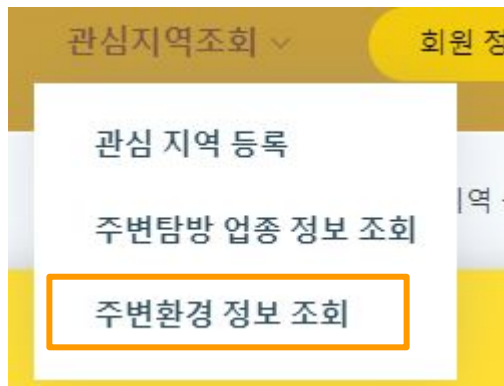 관심지역조회
회원 정
관심 지역 등록
역
주변탐방 업종 정보 조회
주변환경 정보 조회